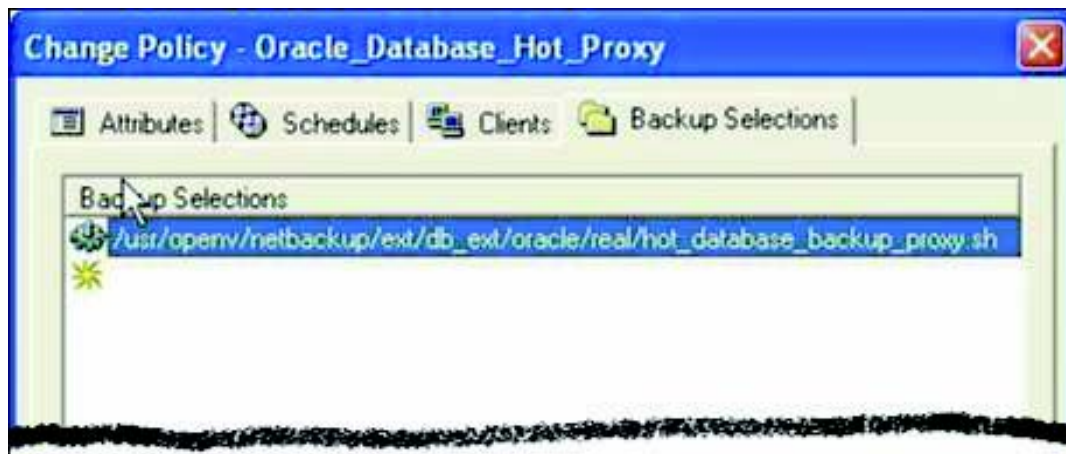 Change Policy - Oracle_Database_Hot_Proxy
Attributes Schedules Clients Backup Selections
Backup Selections
/usr/openv/netbackup/ext/db_ext/oracle/real/hot_database_backup_proxy.sh